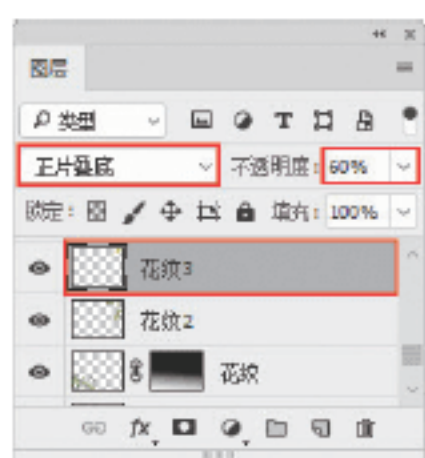 图层
类型
正片叠底 不透明度: 60%
锁定: 填充: 100%
花纹3
花纹2
花纹
fx